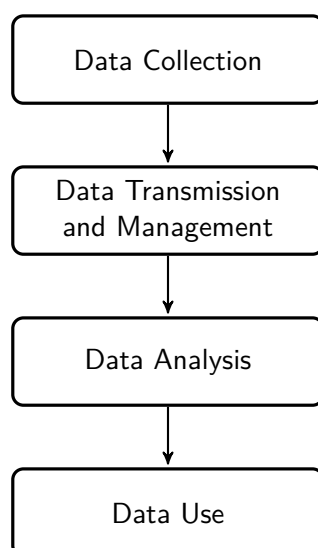 Data Collection
Data Transmission
and Management
Data Analysis
Data Use